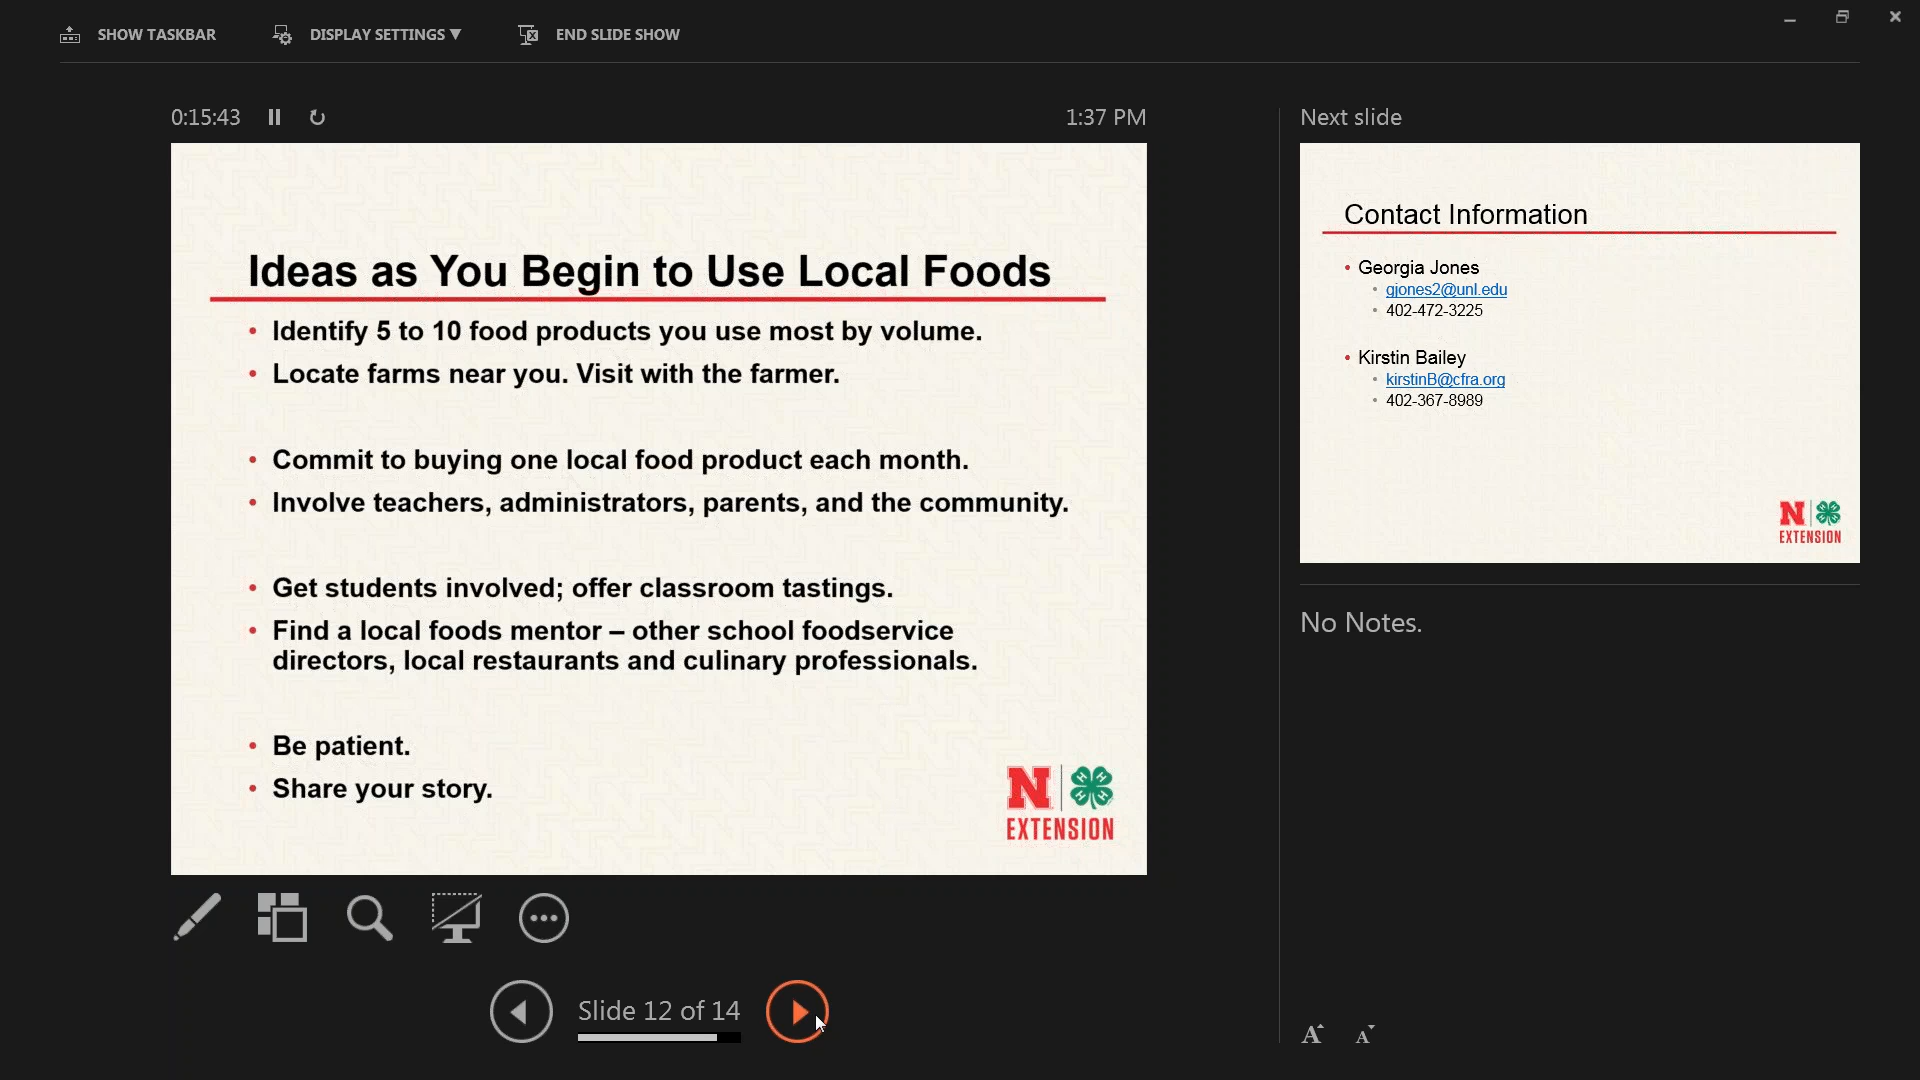 SHOW TASKBAR
DISPLAY SETTINGS ▼
END SLIDE SHOW
0:15:43
1:37 PM
Ideas as You Begin to Use Local Foods
• Identify 5 to 10 food products you use most by volume.
• Locate farms near you. Visit with the farmer.
• Commit to buying one local food product each month.
• Involve teachers, administrators, parents, and the community.
• Get students involved; offer classroom tastings.
• Find a local foods mentor – other school foodservice
directors, local restaurants and culinary professionals.
• Be patient.
• Share your story.
N H H H H
EXTENSION
Slide 12 of 14
Next slide
Contact Information
• Georgia Jones
• gjones2@unl.edu
• 402-472-3225
• Kirstin Bailey
• kirstinB@cfra.org
• 402-367-8989
N
EXTENSION
No Notes.
A A